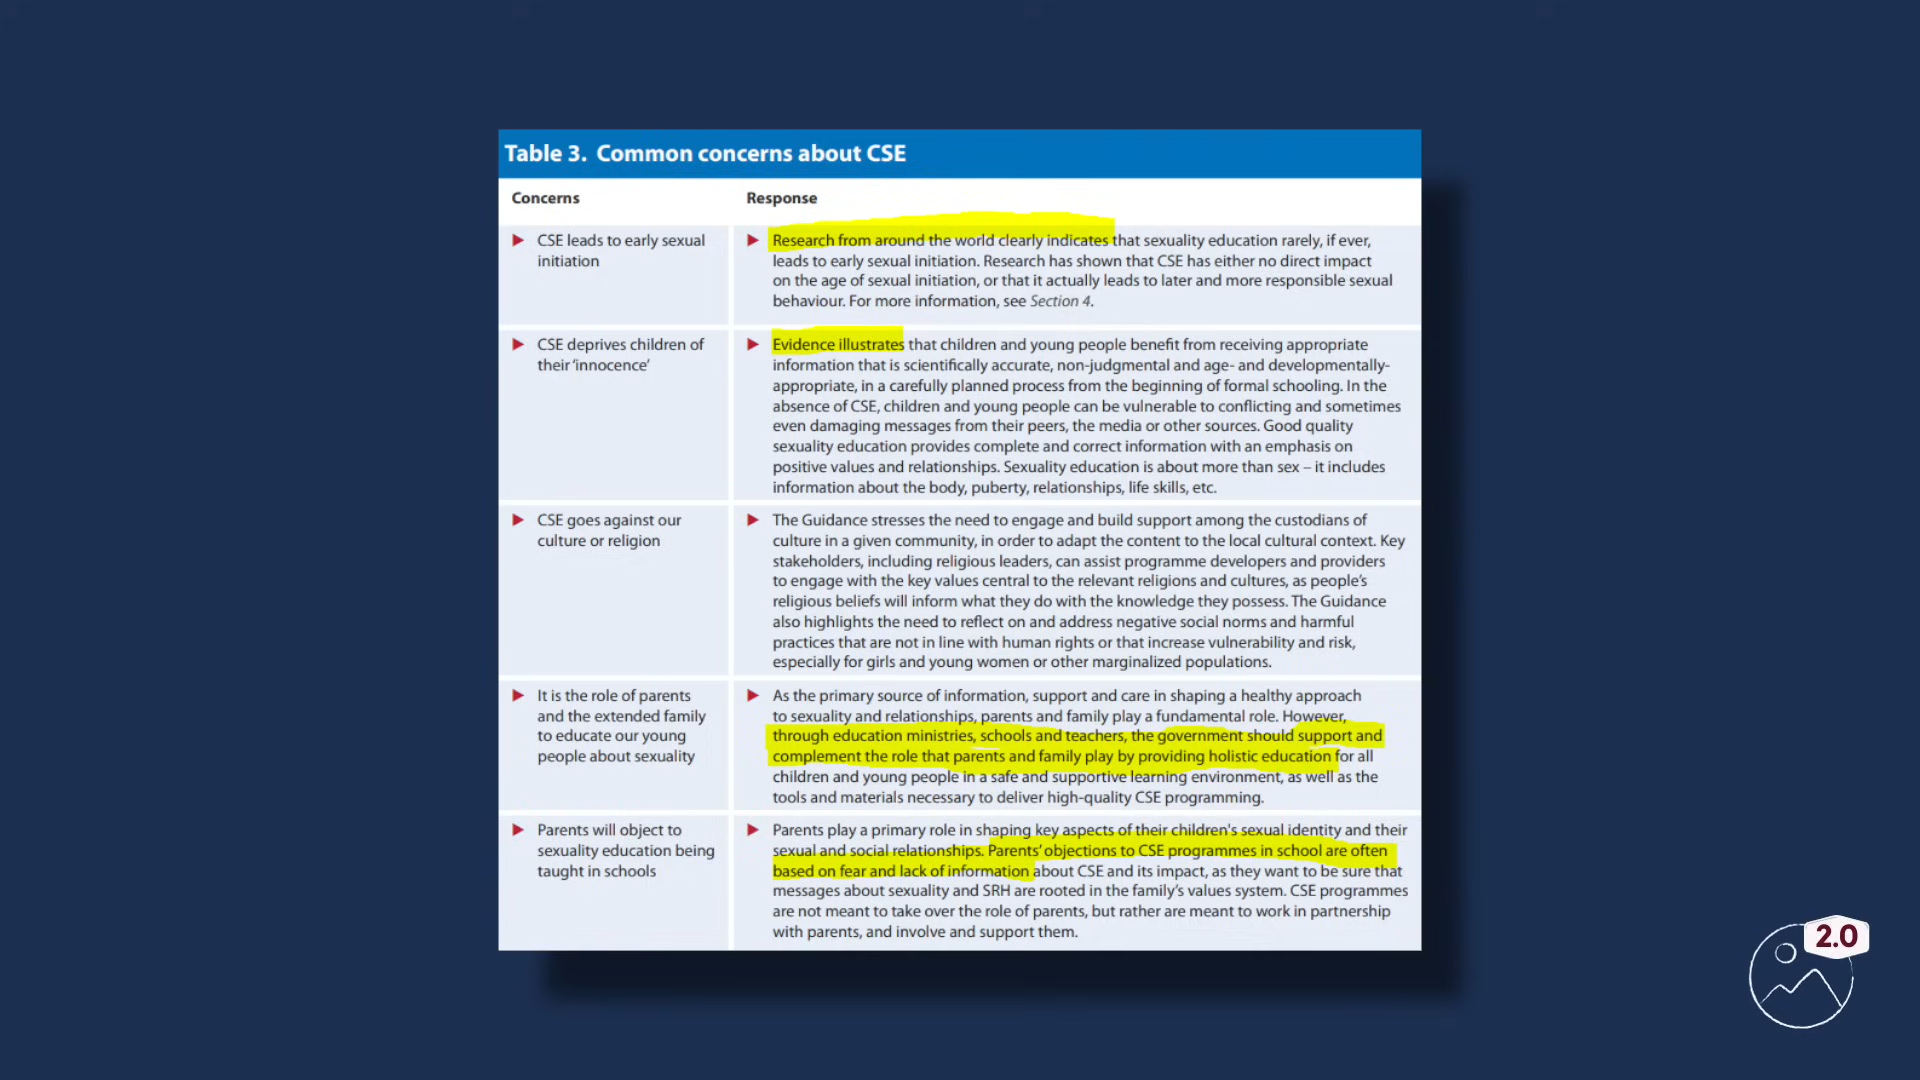 Table 3. Common concerns about CSE
Concerns
Response
CSE leads to early sexual
initiation
Research from around the world clearly indicates that sexuality education rarely, if ever,
leads to early sexual initiation. Research has shown that CSE has either no direct impact
on the age of sexual initiation, or that it actually leads to later and more responsible sexual
behaviour. For more information, see Section 4.
CSE deprives children of
their ‘innocence’
Evidence illustrates that children and young people benefit from receiving appropriate
information that is scientifically accurate, non-judgmental and age- and developmentally-
appropriate, in a carefully planned process from the beginning of formal schooling. In the
absence of CSE, children and young people can be vulnerable to conflicting and sometimes
even damaging messages from their peers, the media or other sources. Good quality
sexuality education provides complete and correct information with an emphasis on
positive values and relationships. Sexuality education is about more than sex – it includes
information about the body, puberty, relationships, life skills, etc.
CSE goes against our
culture or religion
The Guidance stresses the need to engage and build support among the custodians of
culture in a given community, in order to adapt the content to the local cultural context. Key
stakeholders, including religious leaders, can assist programme developers and providers
to engage with the key values central to the relevant religions and cultures, as people’s
religious beliefs will inform what they do with the knowledge they possess. The Guidance
also highlights the need to reflect on and address negative social norms and harmful
practices that are not in line with human rights or that increase vulnerability and risk,
especially for girls and young women or other marginalized populations.
It is the role of parents
and the extended family
to educate our young
people about sexuality
As the primary source of information, support and care in shaping a healthy approach
to sexuality and relationships, parents and family play a fundamental role. However,
through education ministries, schools and teachers, the government should support and
complement the role that parents and family play by providing holistic education for all
children and young people in a safe and supportive learning environment, as well as the
tools and materials necessary to deliver high-quality CSE programming.
Parents will object to
sexuality education being
taught in schools
Parents play a primary role in shaping key aspects of their children's sexual identity and their
sexual and social relationships. Parents’ objections to CSE programmes in school are often
based on fear and lack of information about CSE and its impact, as they want to be sure that
messages about sexuality and SRH are rooted in the family’s values system. CSE programmes
are not meant to take over the role of parents, but rather are meant to work in partnership
with parents, and involve and support them.
2.0